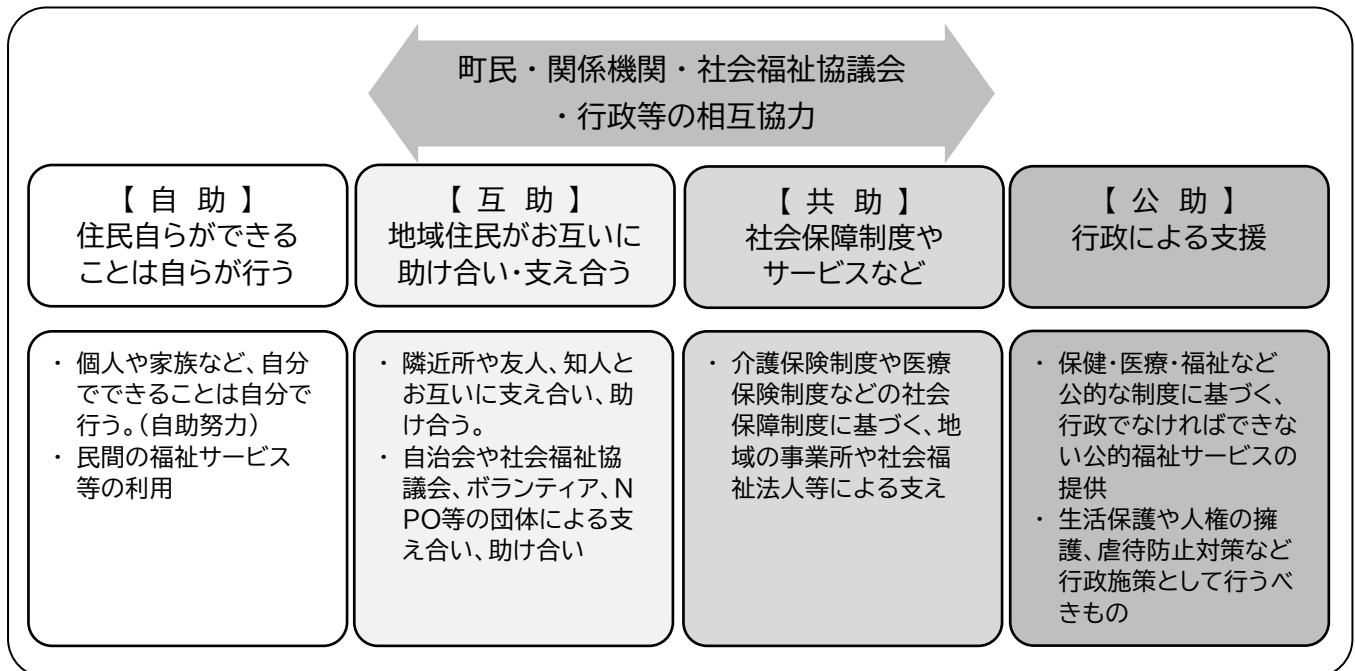 町民・関係機関・社会福祉協議会
・行政等の相互協力
【 自 助 】
住民自らができる
ことは自らが行う
・ 個人や家族など、自分
でできることは自分で
行う。(自助努力)
・ 民間の福祉サービス
等の利用
【 互 助 】
地域住民がお互いに
助け合い・支え合う
・ 隣近所や友人、知人と
お互いに支え合い、助
け合う。
・ 自治会や社会福祉協
議会、ボランティア、N
PO等の団体による支
え合い、助け合い
【 共 助 】
社会保障制度や
サービスなど
・ 介護保険制度や医療
保険制度などの社会
保障制度に基づく、地
域の事業所や社会福
祉法人等による支え
【 公 助 】
行政による支援
・ 保健・医療・福祉など
公的な制度に基づく、
行政でなければできな
い公的福祉サービスの
提供
・ 生活保護や人権の擁
護、虐待防止対策など
行政施策として行うべ
きもの